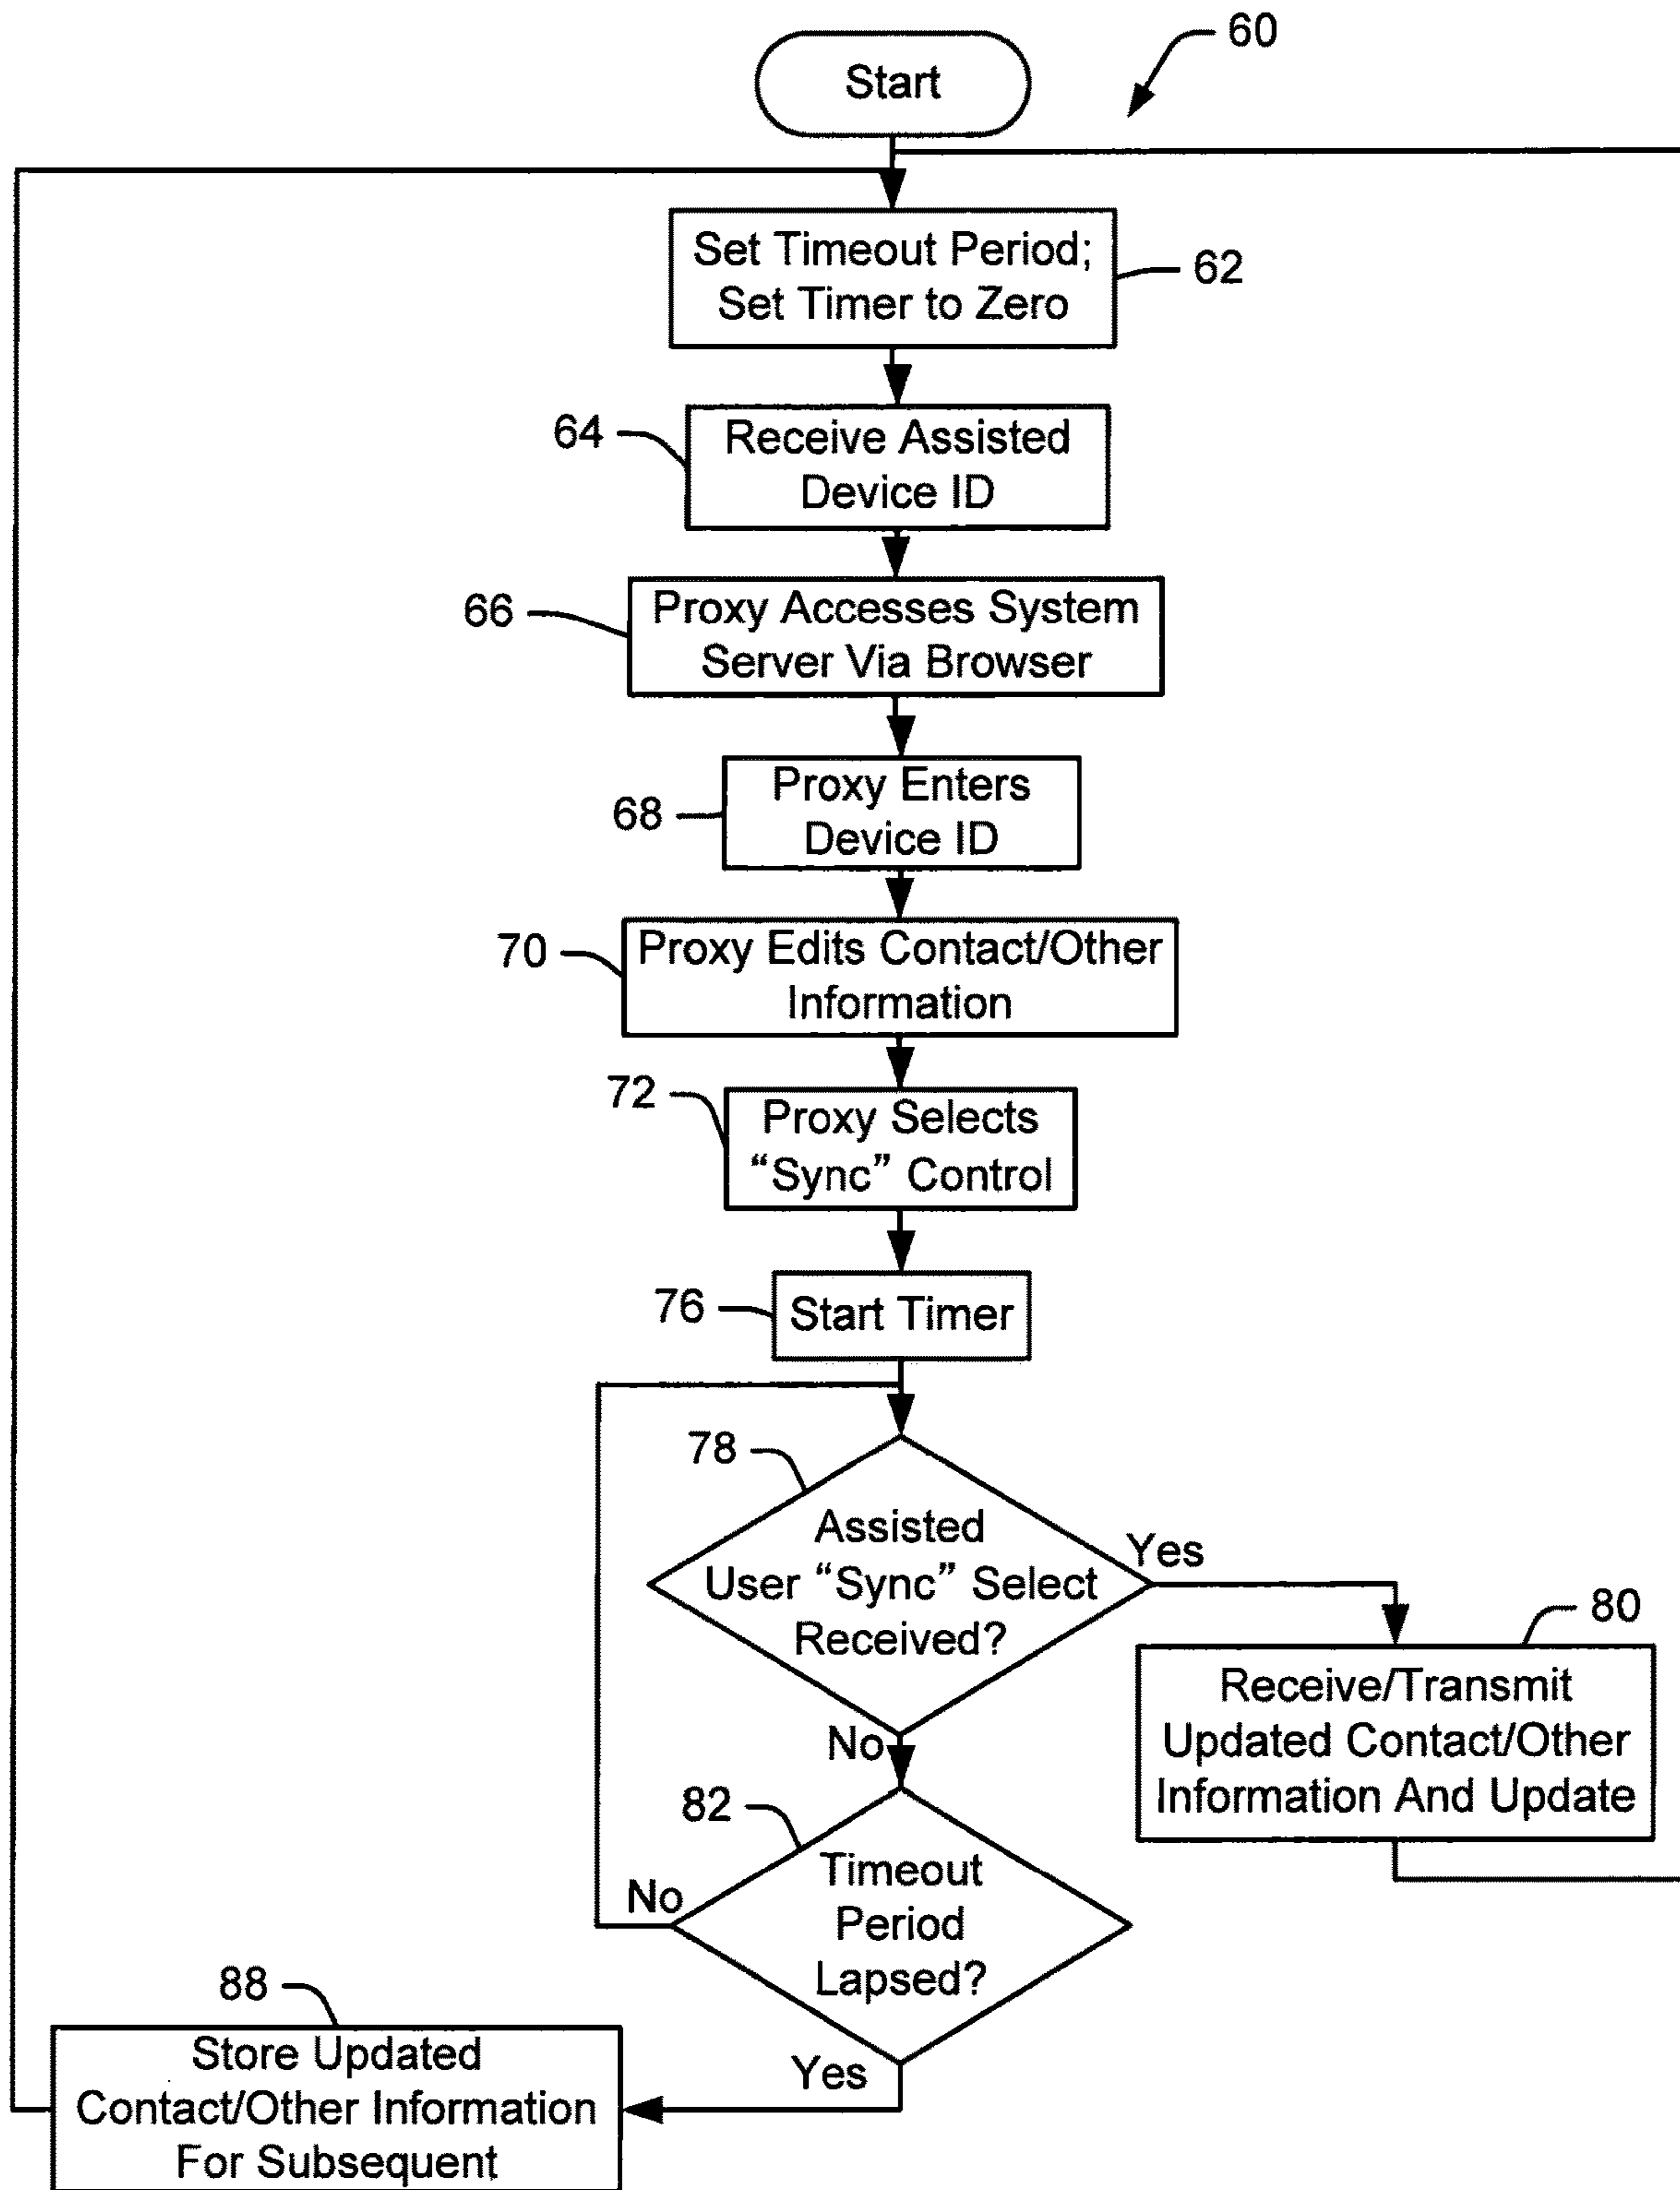 60
Start
Set Timeout Period;
Set Timer to Zero
62
64
Receive Assisted
Device ID
66
Proxy Accesses System
Server Via Browser
68
Proxy Enters
Device ID
70
Proxy Edits Contact/Other
Information
72
Proxy Selects
“Sync” Control
76
Start Timer
78
Assisted
User “Sync” Select
Received?
Yes
No
80
Receive/Transmit
Updated Contact/Other
Information And Update
82
Timeout
Period
Lapsed?
No
Yes
88
Store Updated
Contact/Other Information
For Subsequent